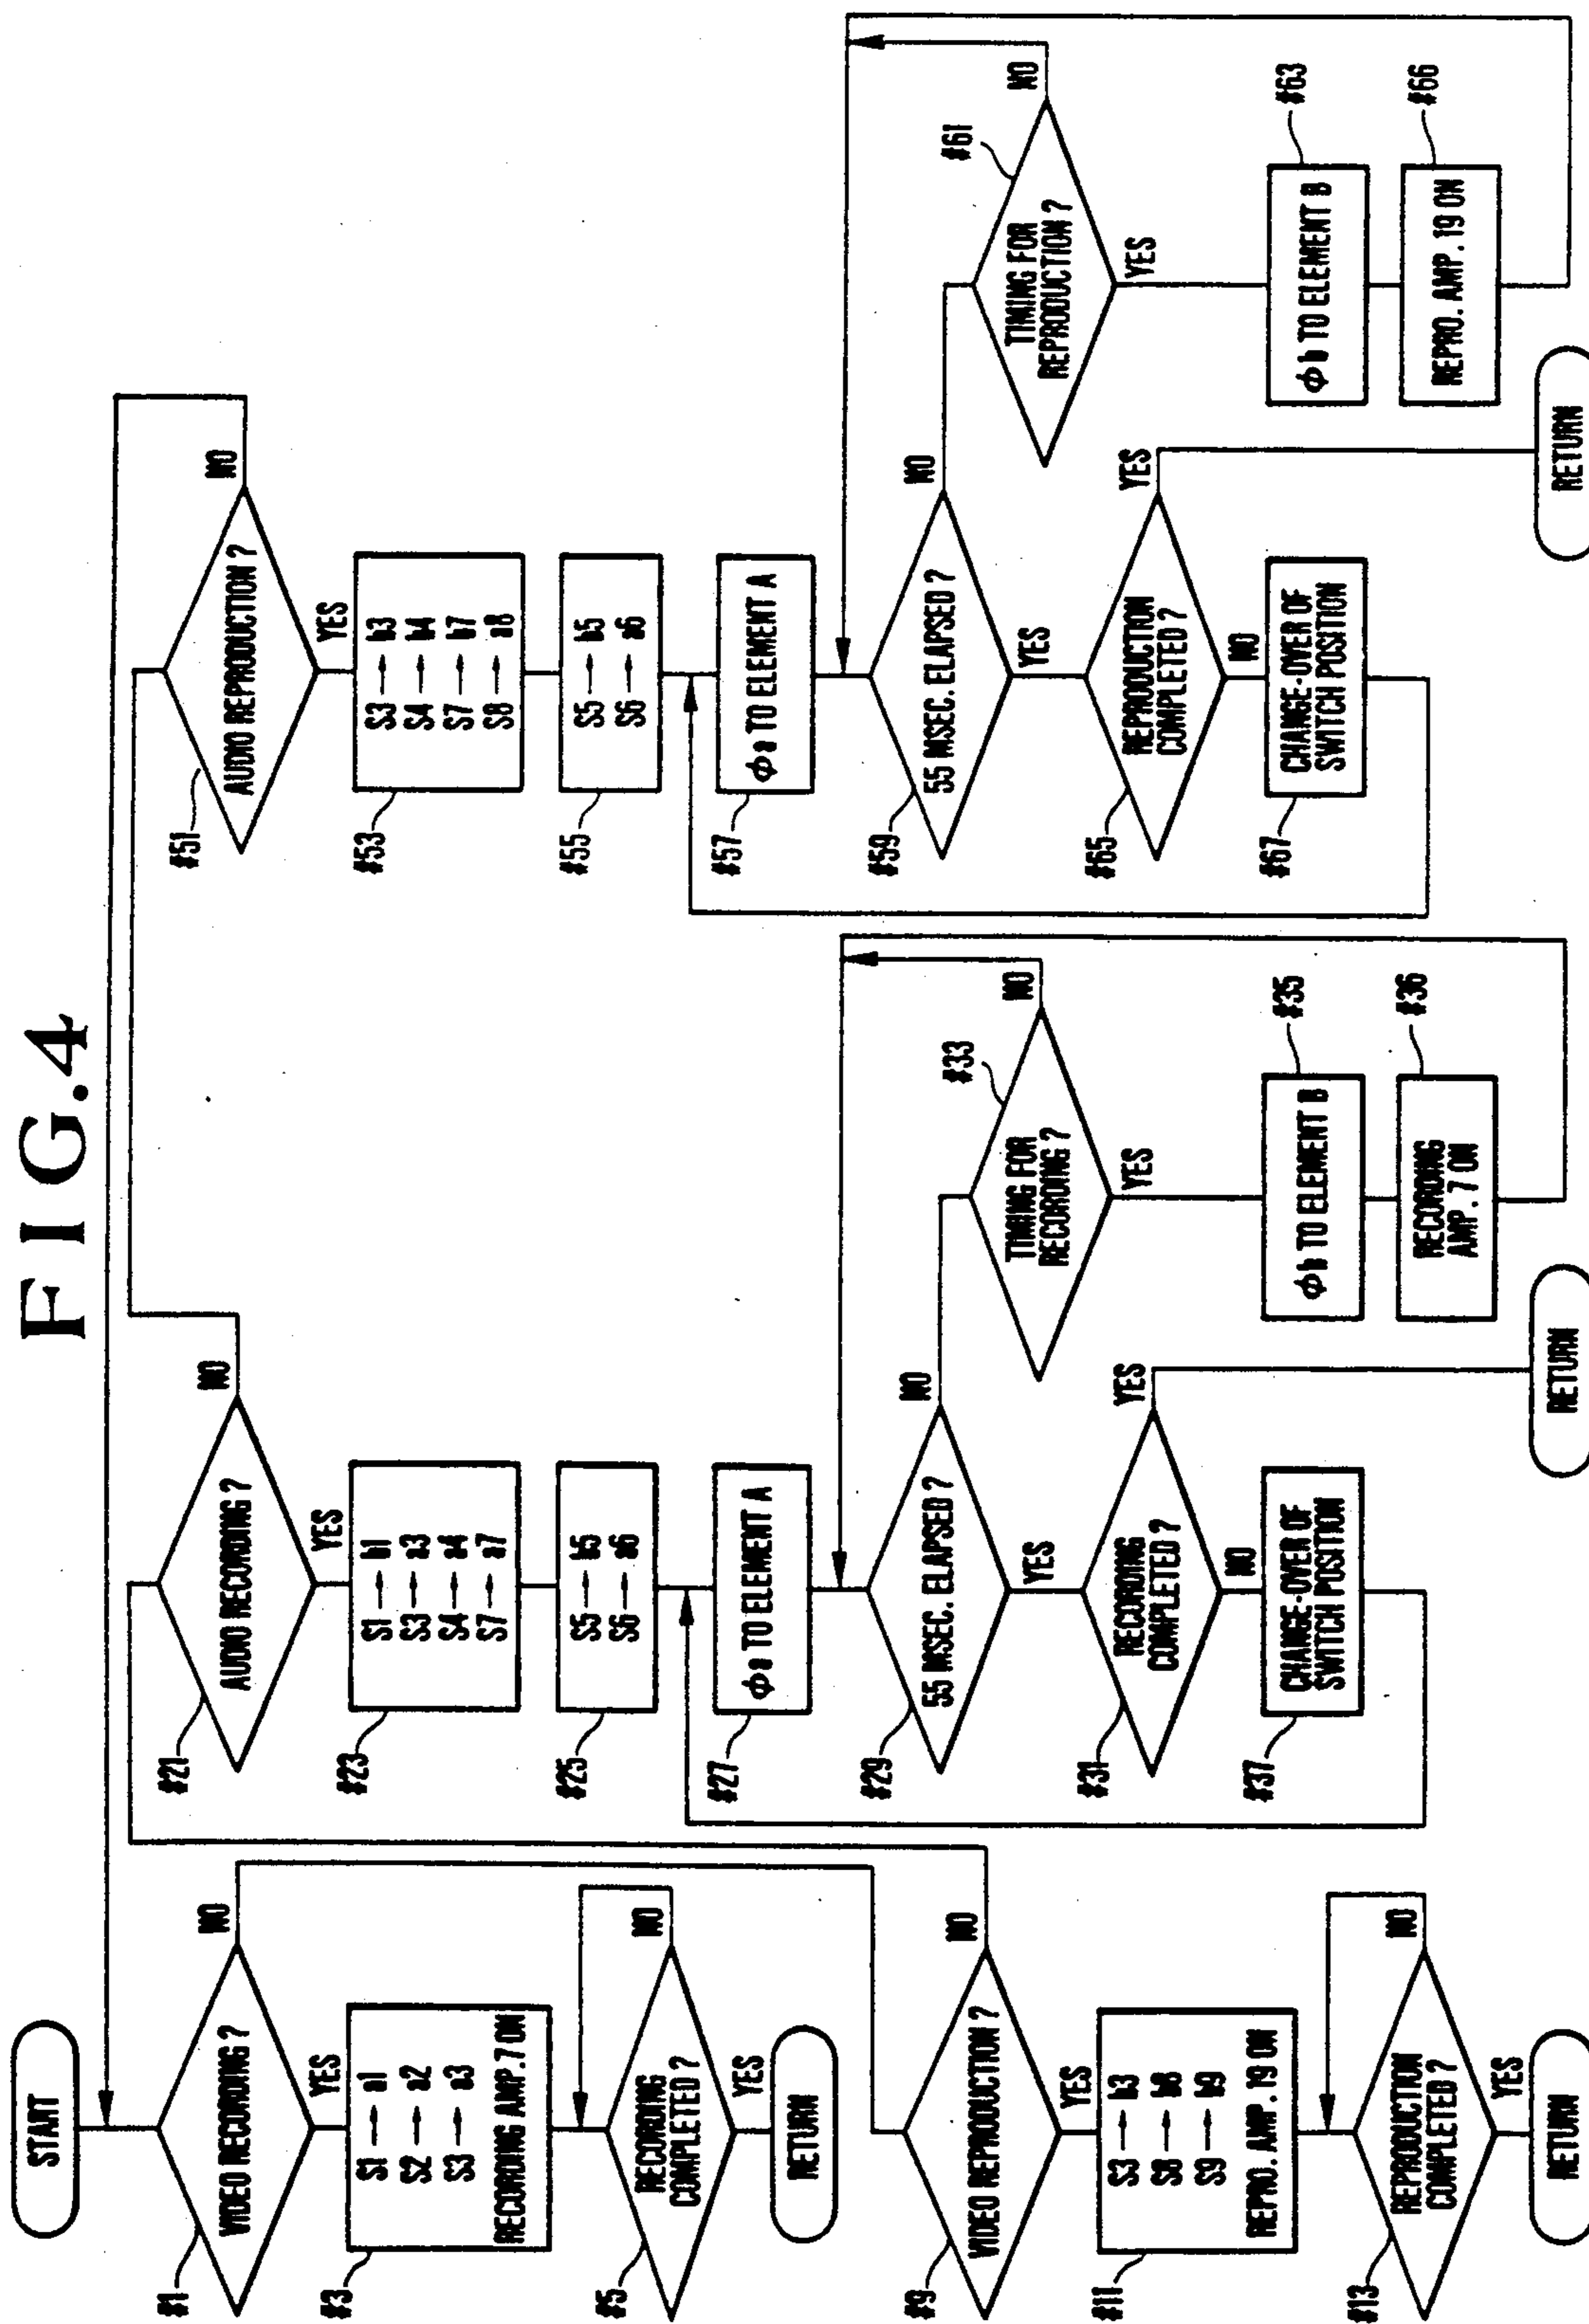 FIG.4
START
#1
VIDEO RECORDING ?
NO
YES
#3
S1 → a1
S2 → a2
S3 → a3
RECORDING AMP.7 ON
#5
RECORDING
COMPLETED ?
NO
YES
RETURN
#9
VIDEO REPRODUCTION ?
NO
YES
#11
S3 → b3
S8 → b8
S9 → b9
REPRO. AMP. 19 ON
#13
REPRODUCTION
COMPLETED ?
NO
YES
RETURN
#21
AUDIO RECORDING ?
NO
YES
#23
S1 → b1
S3 → a3
S4 → a4
S7 → a7
#25
S5 → b5
S6 → a6
#27
φa TO ELEMENT A
#29
55 MSEC. ELAPSED ?
NO
YES
#31
RECORDING
COMPLETED ?
YES
NO
#37
CHANGE-OVER OF
SWITCH POSITION
#33
TIMING FOR
RECORDING ?
NO
YES
#35
φb TO ELEMENT B
#36
RECORDING
AMP. 7 ON
RETURN
#51
AUDIO REPRODUCTION ?
NO
YES
#53
S3 → b3
S4 → b4
S7 → b7
S8 → a8
#55
S5 → b5
S6 → a6
#57
φa TO ELEMENT A
#59
55 MSEC. ELAPSED ?
NO
YES
#65
REPRODUCTION
COMPLETED ?
YES
NO
#67
CHANGE-OVER OF
SWITCH POSITION
#61
TIMING FOR
REPRODUCTION ?
NO
YES
#63
φb TO ELEMENT B
#66
REPRO. AMP. 19 ON
RETURN